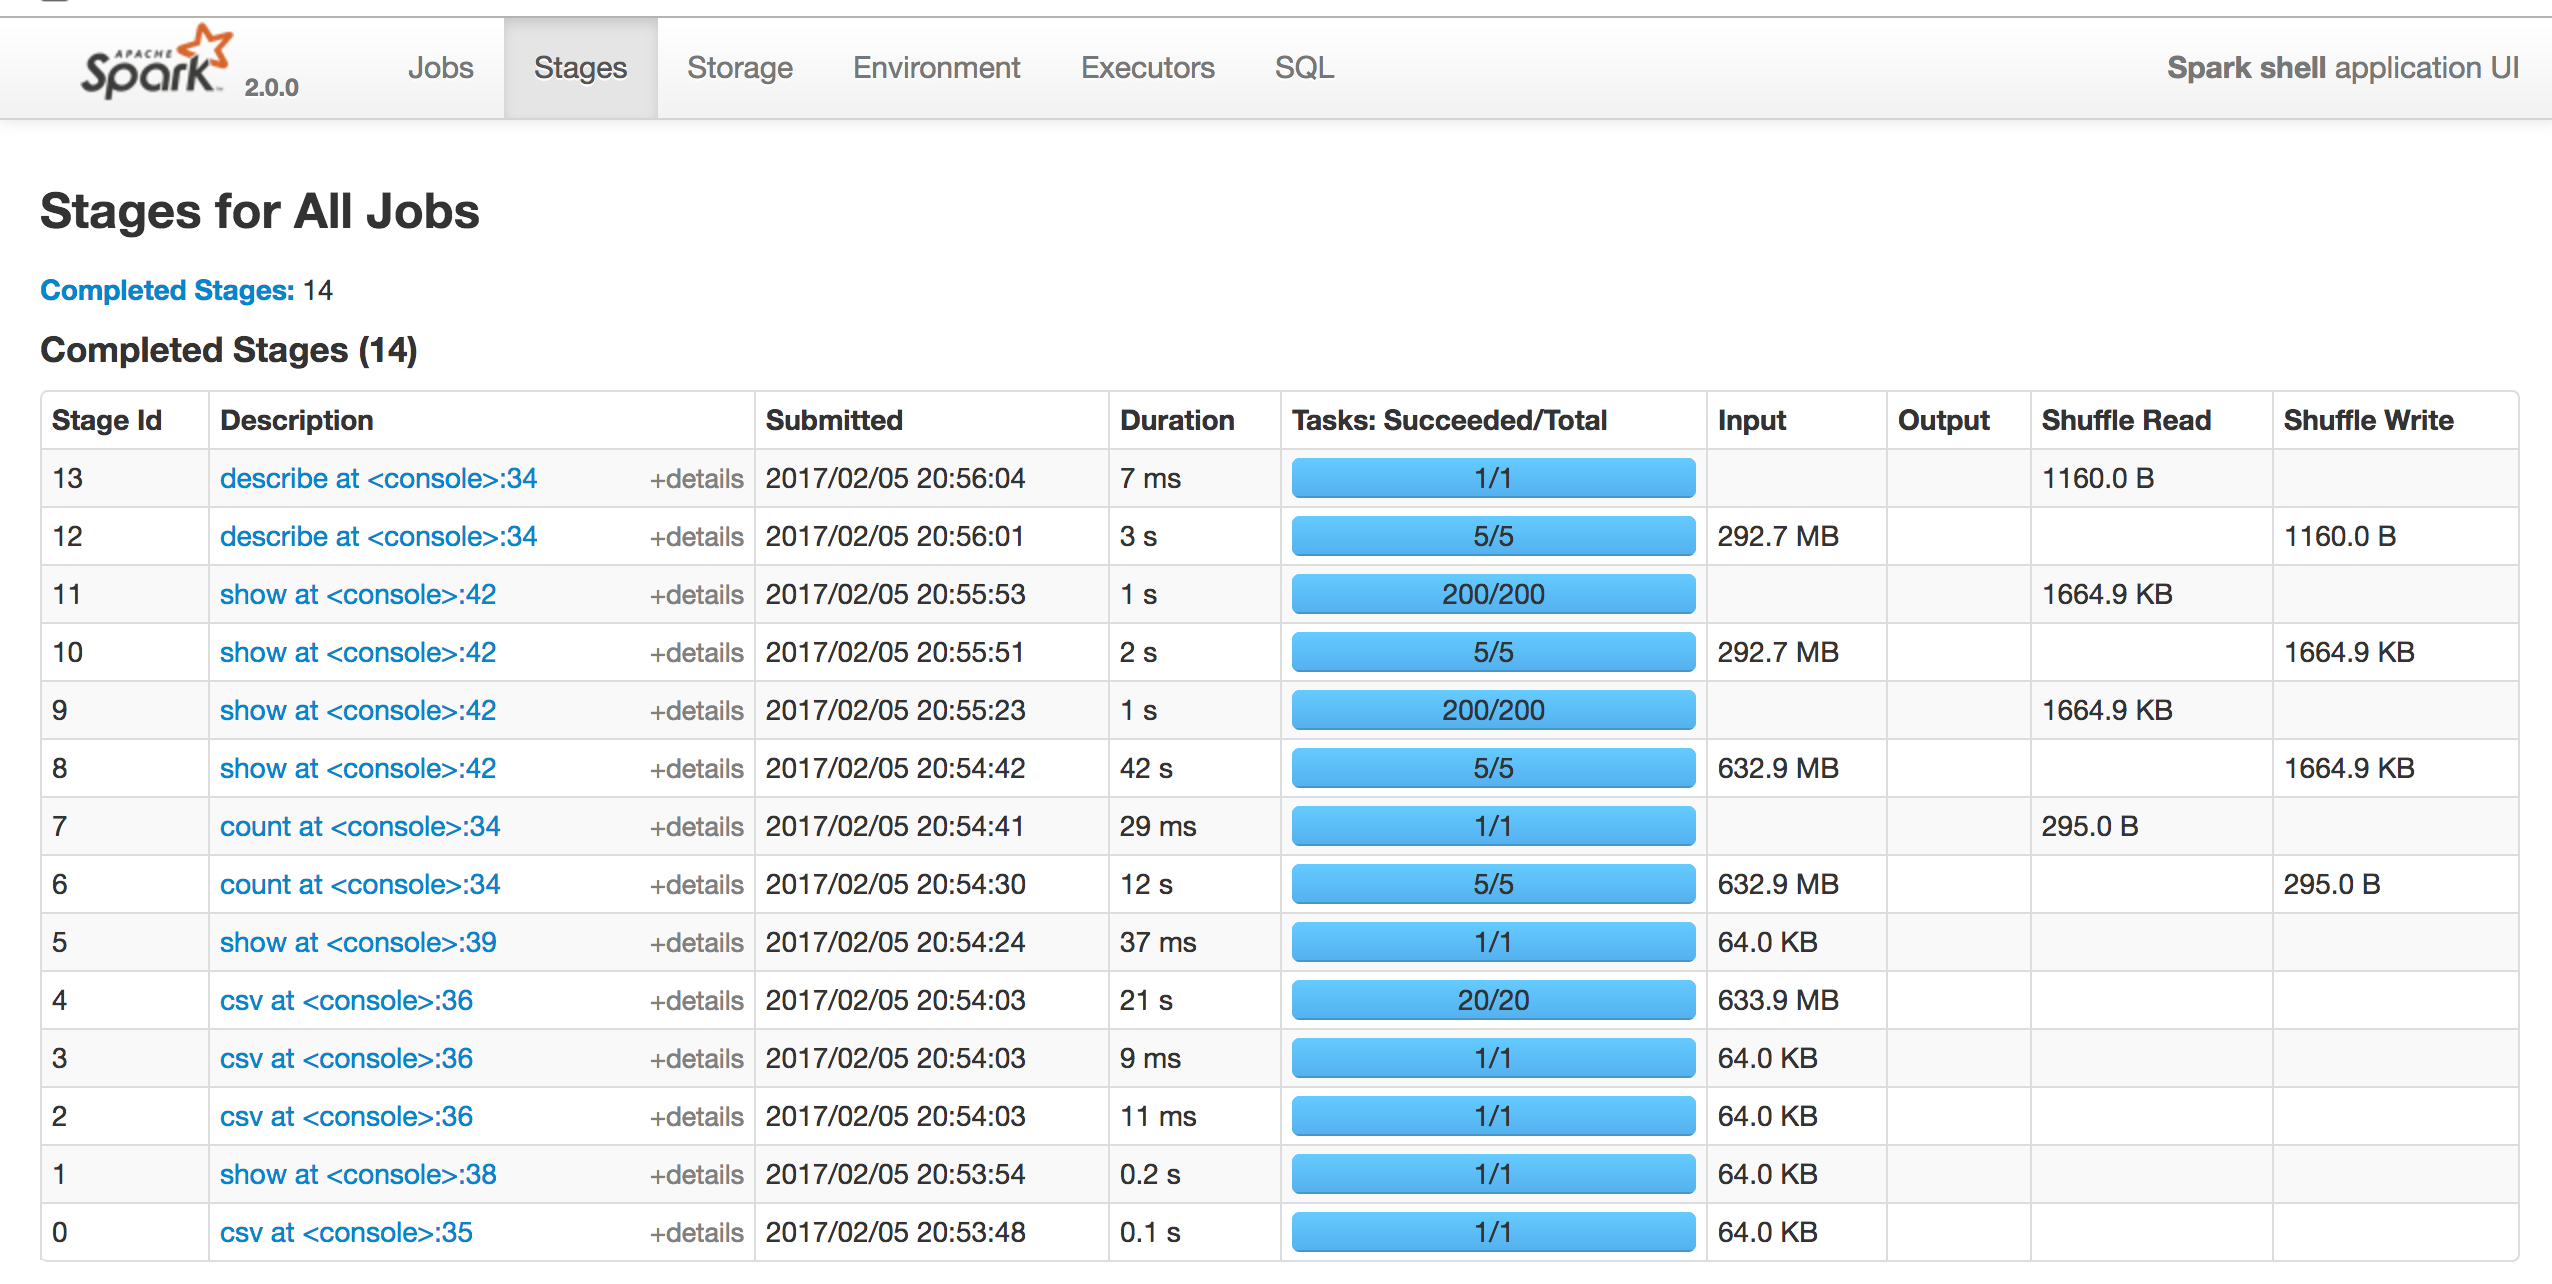 APACHE Spark 2.0.0 Jobs Stages Storage Environment Executors SQL Spark shell application UI
Stages for All Jobs
Completed Stages: 14
Completed Stages (14)
Stage Id Description Submitted Duration Tasks: Succeeded/Total Input Output Shuffle Read Shuffle Write
13 describe at <console>:34 +details 2017/02/05 20:56:04 7 ms 1/1 1160.0 B
12 describe at <console>:34 +details 2017/02/05 20:56:01 3 s 5/5 292.7 MB 1160.0 B
11 show at <console>:42 +details 2017/02/05 20:55:53 1 s 200/200 1664.9 KB
10 show at <console>:42 +details 2017/02/05 20:55:51 2 s 5/5 292.7 MB 1664.9 KB
9 show at <console>:42 +details 2017/02/05 20:55:23 1 s 200/200 1664.9 KB
8 show at <console>:42 +details 2017/02/05 20:54:42 42 s 5/5 632.9 MB 1664.9 KB
7 count at <console>:34 +details 2017/02/05 20:54:41 29 ms 1/1 295.0 B
6 count at <console>:34 +details 2017/02/05 20:54:30 12 s 5/5 632.9 MB 295.0 B
5 show at <console>:39 +details 2017/02/05 20:54:24 37 ms 1/1 64.0 KB
4 csv at <console>:36 +details 2017/02/05 20:54:03 21 s 20/20 633.9 MB
3 csv at <console>:36 +details 2017/02/05 20:54:03 9 ms 1/1 64.0 KB
2 csv at <console>:36 +details 2017/02/05 20:54:03 11 ms 1/1 64.0 KB
1 show at <console>:38 +details 2017/02/05 20:53:54 0.2 s 1/1 64.0 KB
0 csv at <console>:35 +details 2017/02/05 20:53:48 0.1 s 1/1 64.0 KB